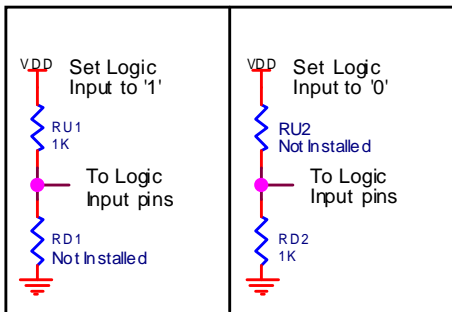 VDD
Set Logic
Input to '1'
RU1
1K
To Logic
Input pins
RD1
Not Installed
VDD
Set Logic
Input to '0'
RU2
Not Installed
To Logic
Input pins
RD2
1K